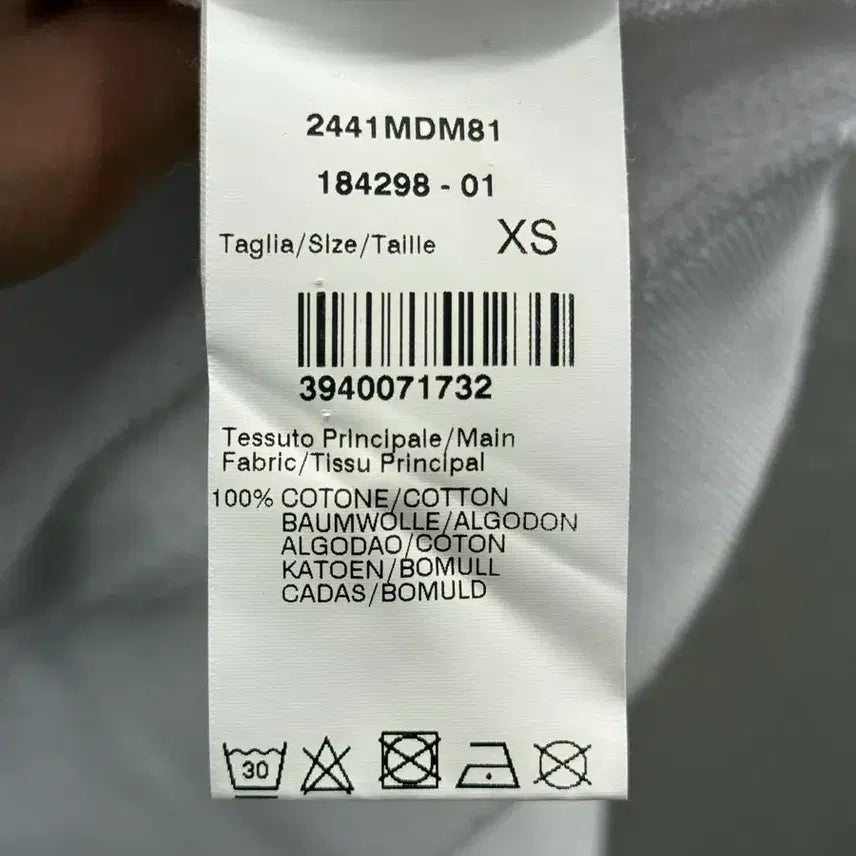 2441MDM81
184298 - 01
Taglia/Size/Taille XS
3940071732
Tessuto Principale/Main
Fabric/Tissu Principal
100% COTONE/COTTON
BAUMWOLLE/ALGODON
ALGODAO/COTON
KATOEN/BOMULL
CADAS/BOMULD
30